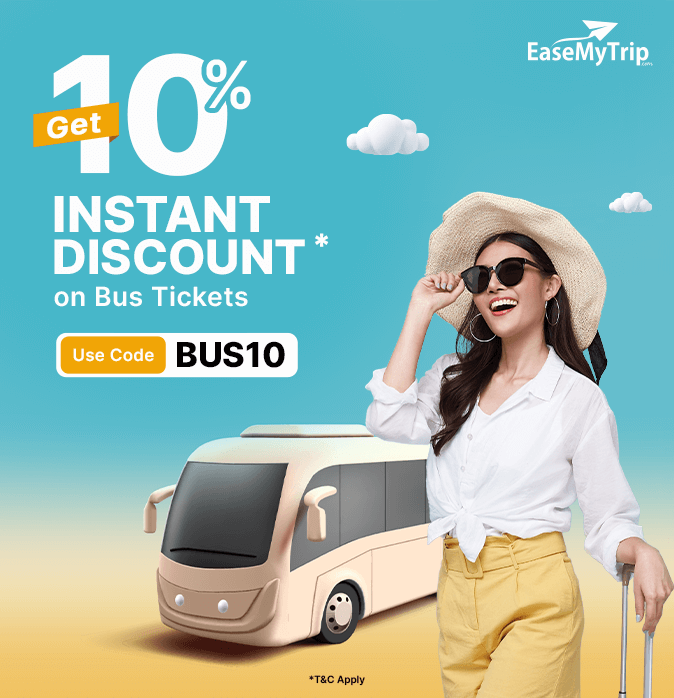 EaseMyTrip.com
Get 10%
INSTANT
DISCOUNT*
on Bus Tickets
Use Code BUS10
*T&C Apply